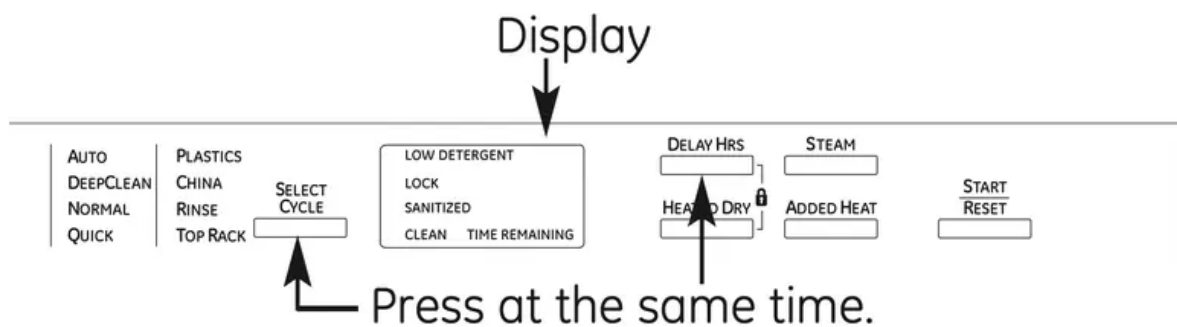 Display
AUTO
DEEPCLEAN
NORMAL
QUICK
PLASTICS
CHINA
RINSE
TOP RACK
SELECT
CYCLE
LOW DETERGENT
LOCK
SANITIZED
CLEAN TIME REMAINING
DELAY HRS
STEAM
HEATED DRY
ADDED HEAT
START
RESET
Press at the same time.